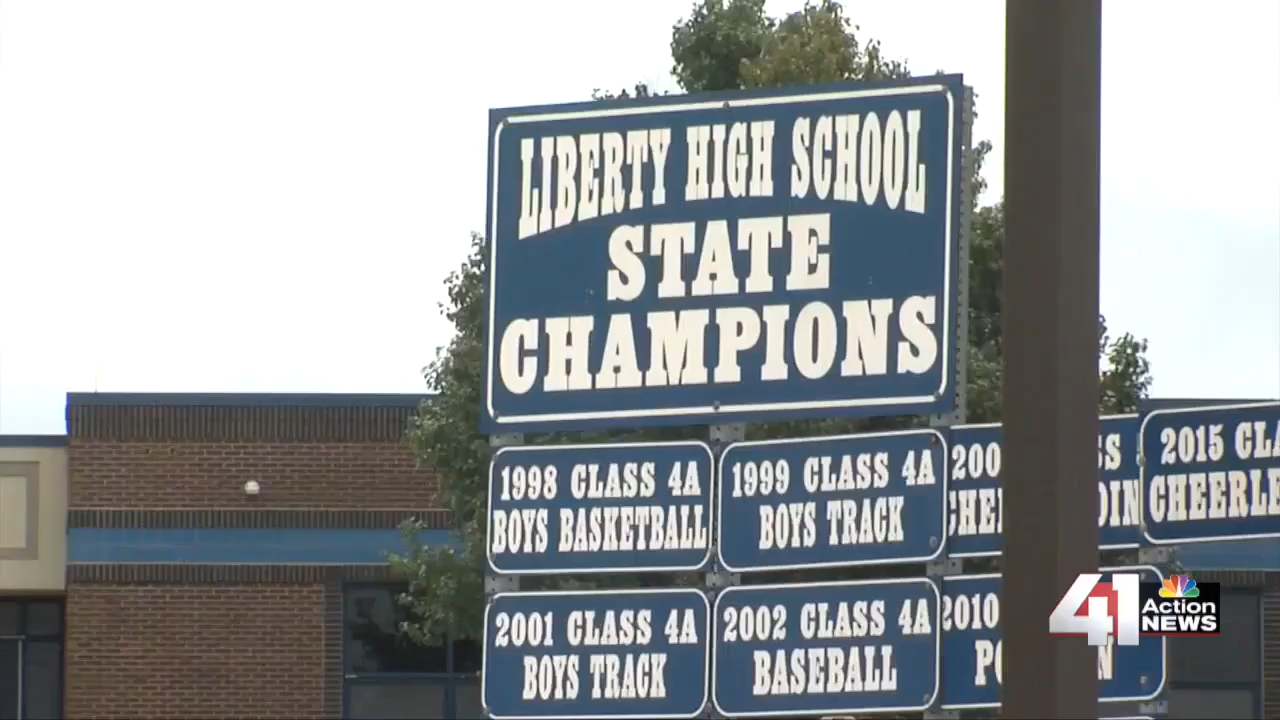 LIBERTY HIGH SCHOOL
STATE
CHAMPIONS
1998 CLASS 4A
BOYS BASKETBALL
1999 CLASS 4A
BOYS TRACK
2015
2001 CLASS 4A
BOYS TRACK
2002 CLASS 4A
BASEBALL
2010
41 Action
NEWS